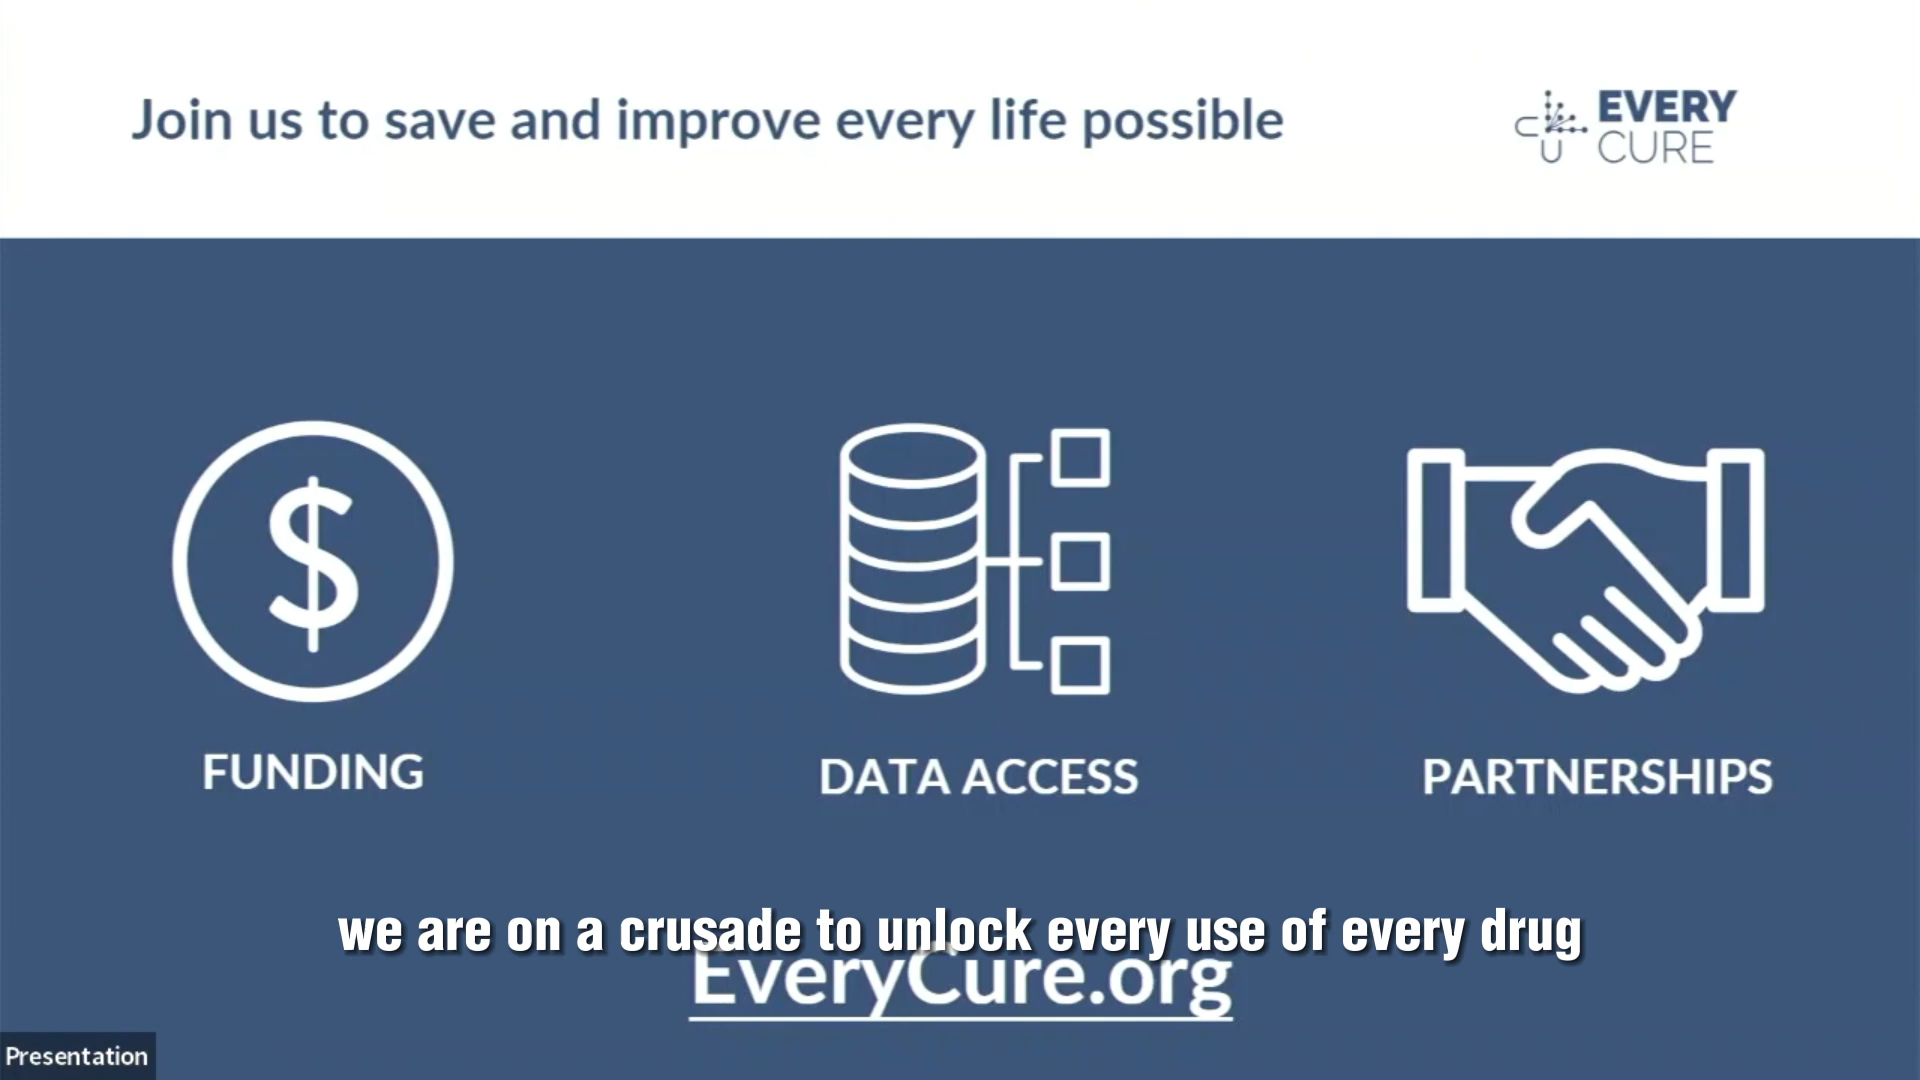 Join us to save and improve every life possible
EVERY
CURE
C
U
$
FUNDING
DATA ACCESS
PARTNERSHIPS
we are on a crusade to unlock every use of every drug
EveryCure.org
Presentation